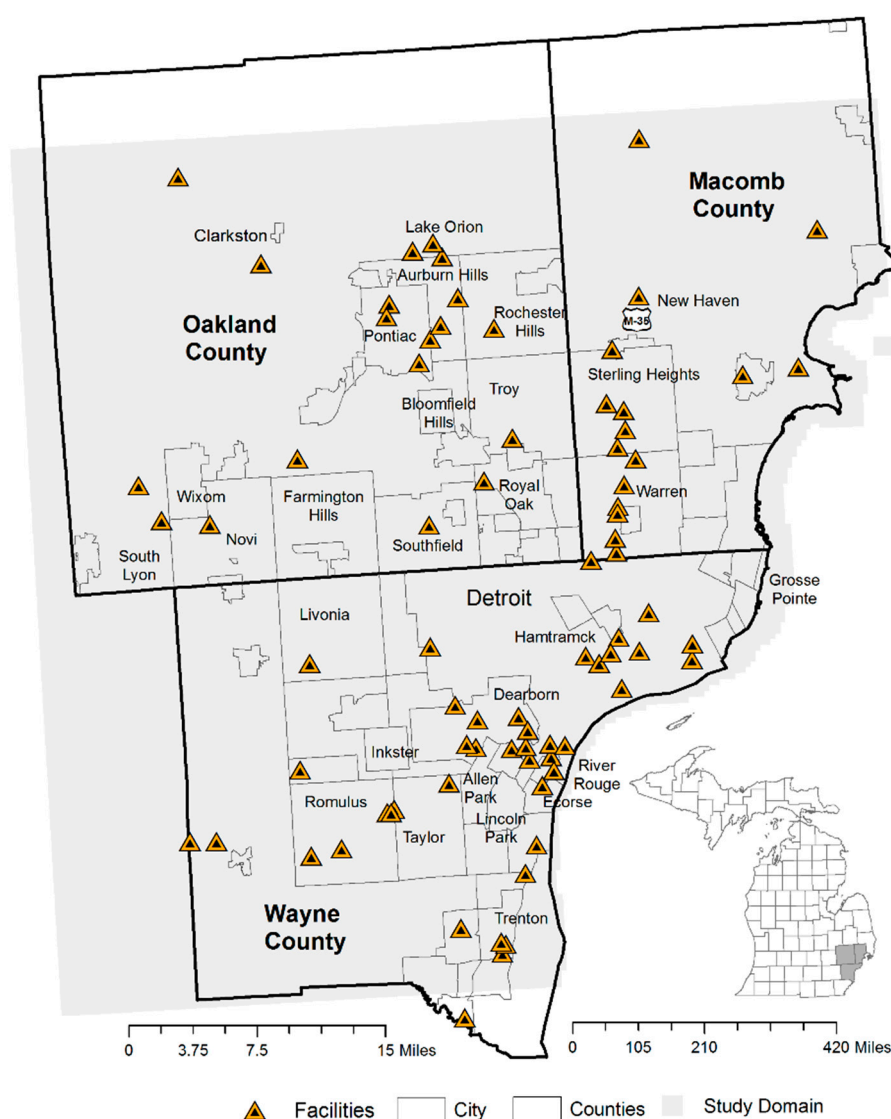 Macomb
County
Lake Orion
Clarkston
Aurburn Hills
New Haven
M-35
Rochester
Hills
Oakland
County
Pontiac
Sterling Heights
Troy
Bloomfield
Hills
Royal
Oak
Warren
Wixom
Farmington
Hills
Novi
Southfield
South
Lyon
Grosse
Pointe
Detroit
Livonia
Hamtramck
Dearborn
Inkster
River
Rouge
Allen
Park
Ecorse
Romulus
Lincoln
Park
Taylor
Wayne
County
Trenton
0 3.75 7.5 15 Miles
0 105 210 420 Miles
Facilities City Counties Study Domain